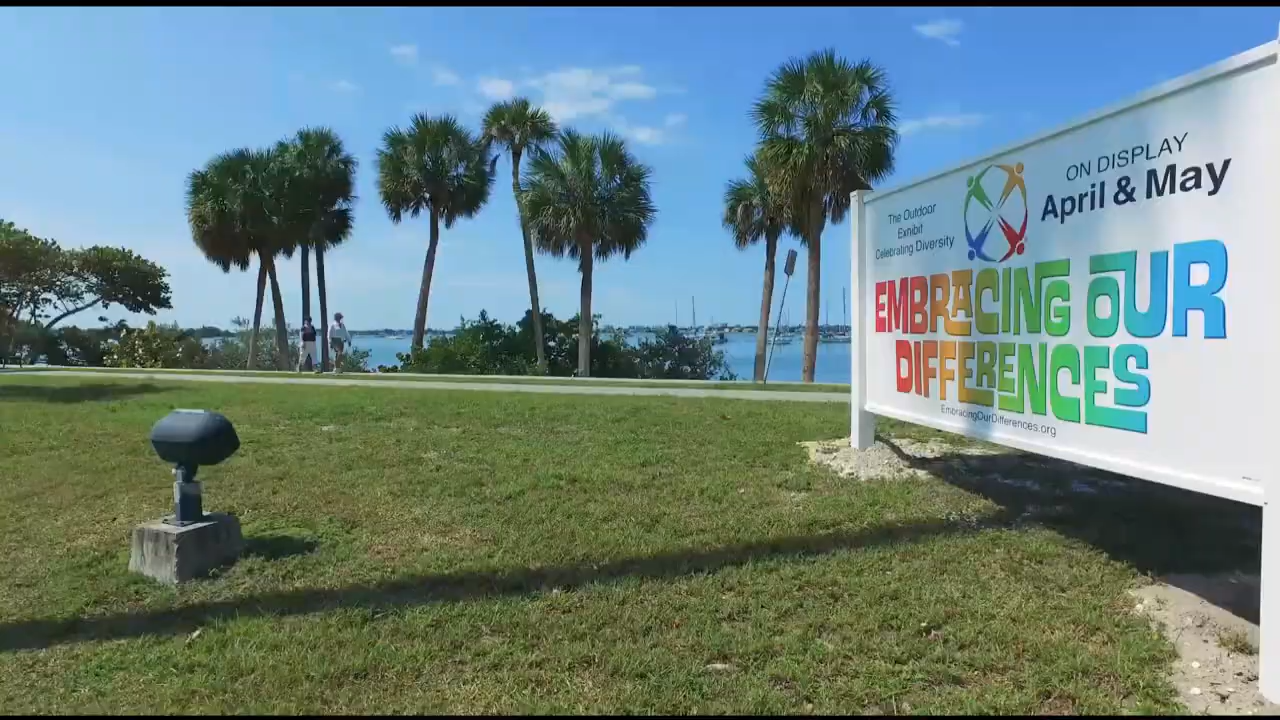 The Outdoor
Exhibit
Celebrating Diversity
ON DISPLAY
April & May
EMBRACING OUR
DIFFERENCES
EmbracingOurDifferences.org